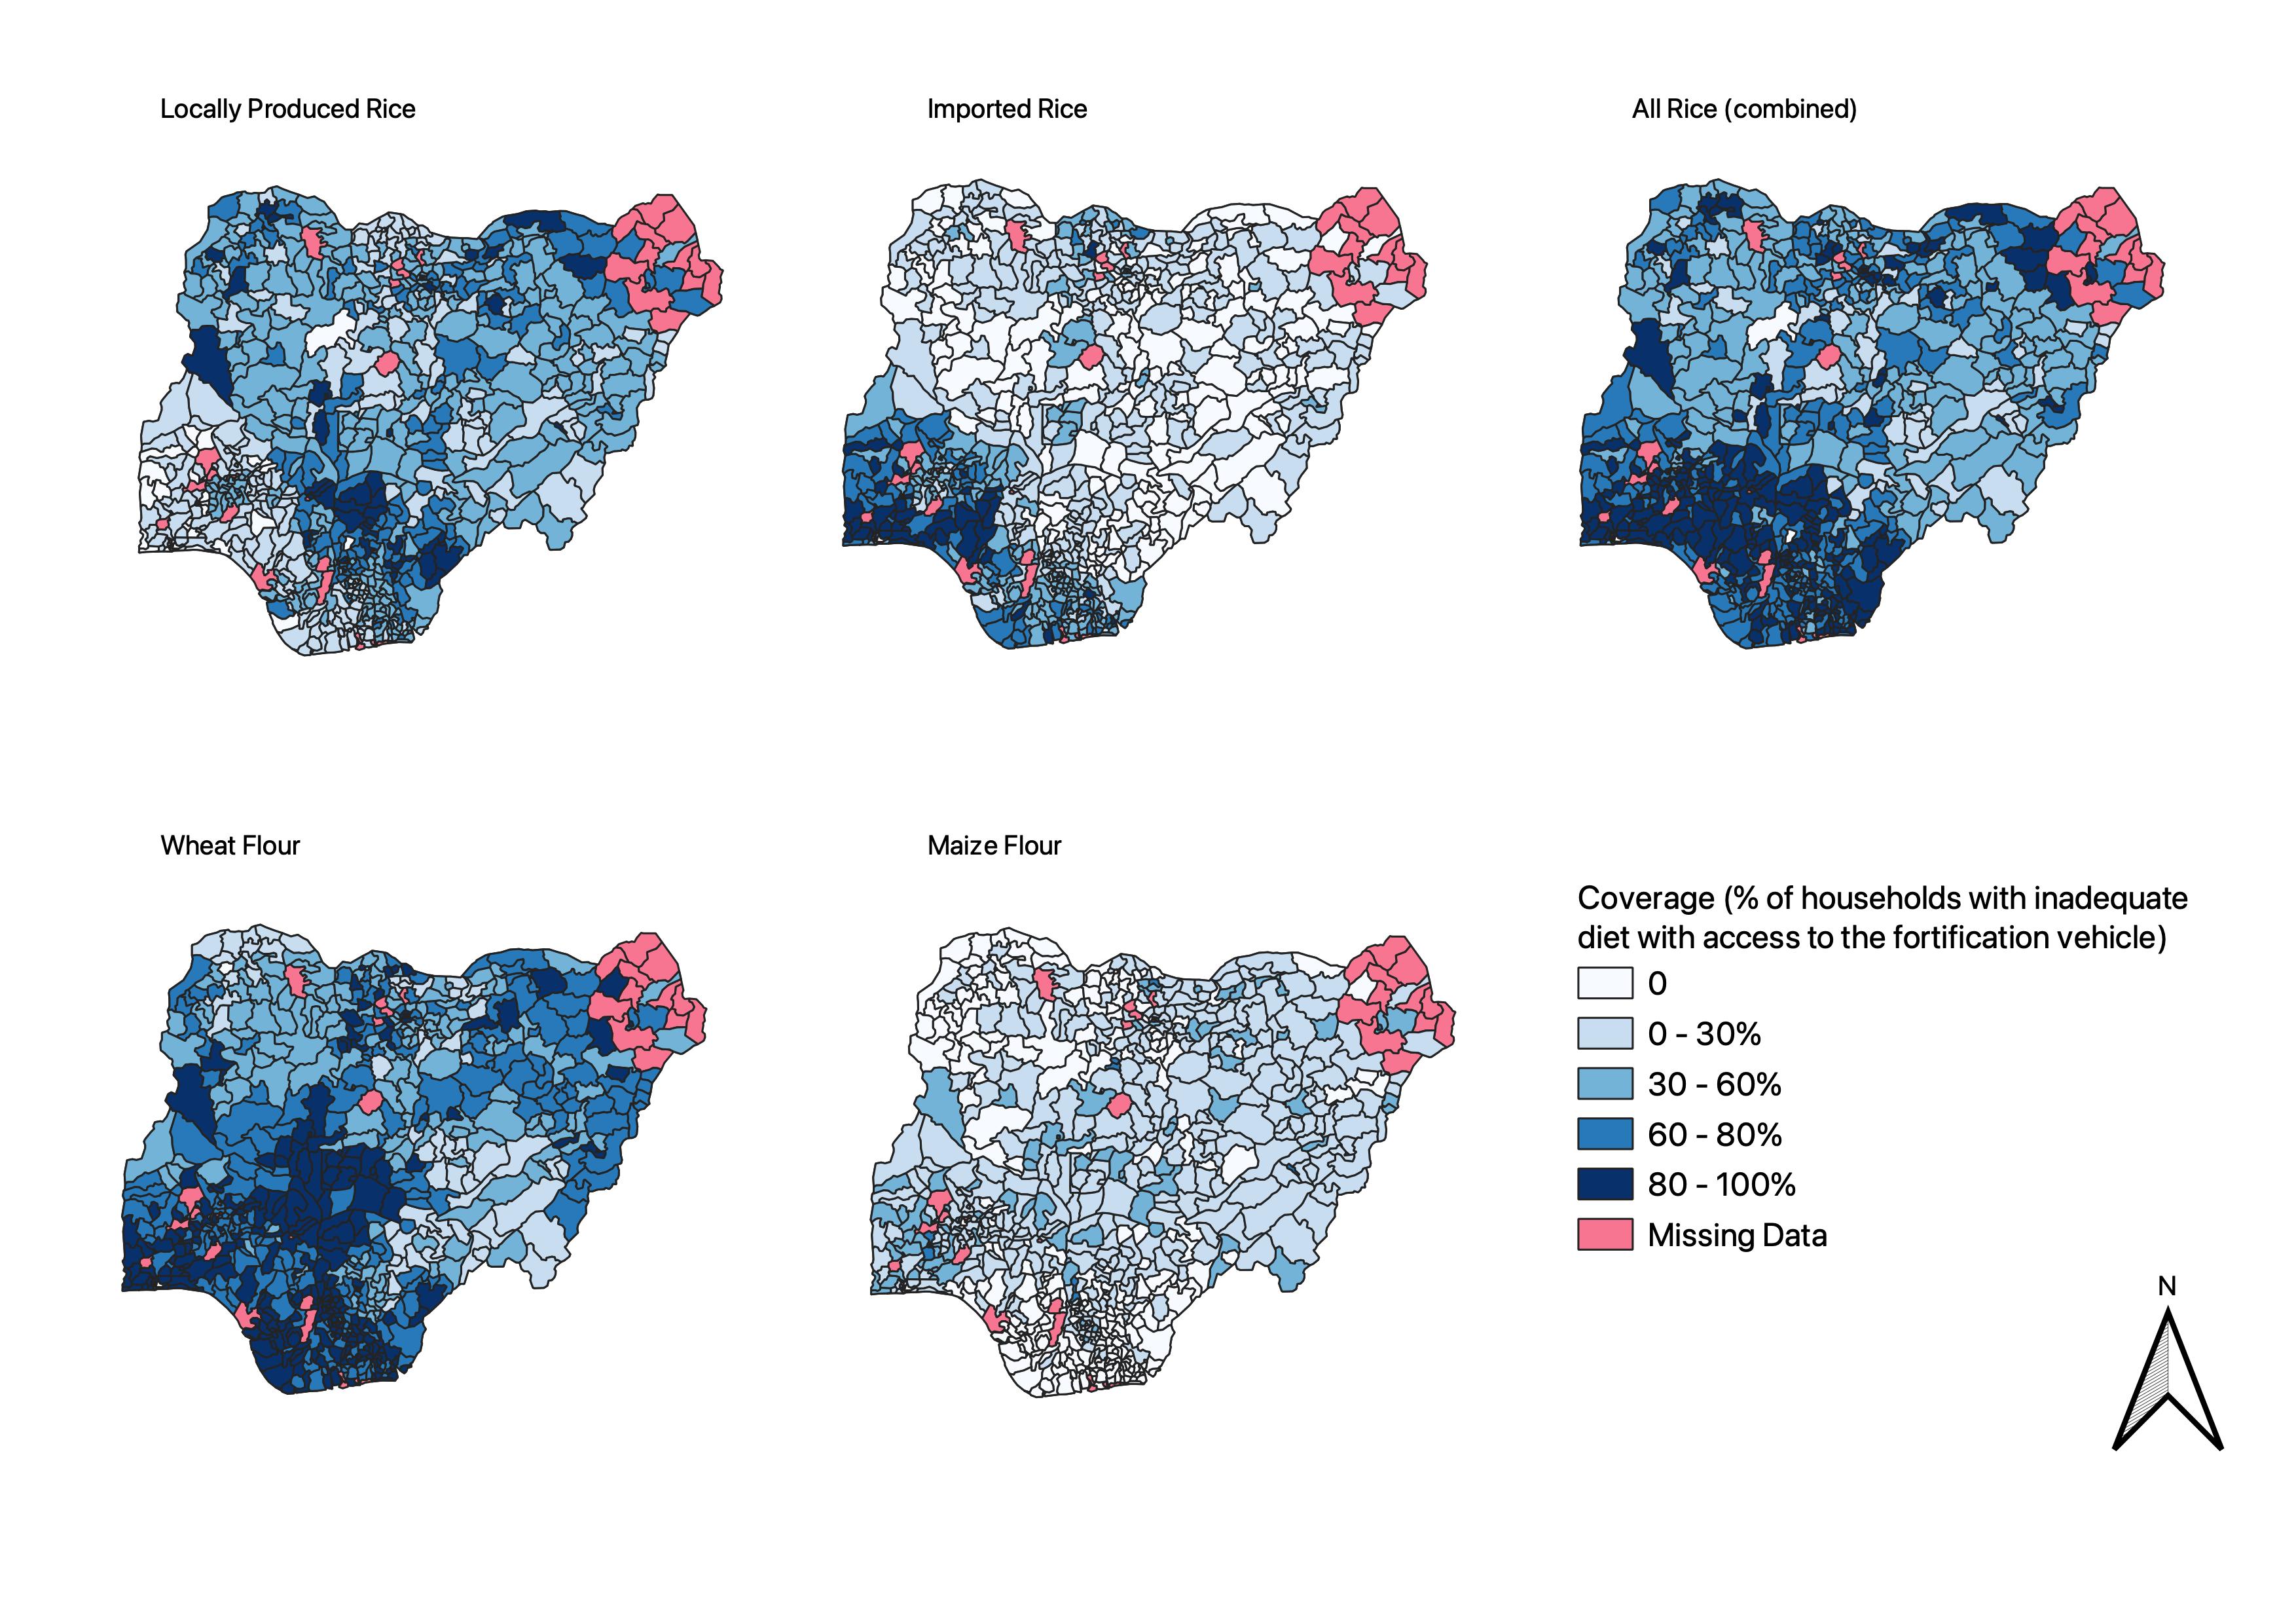 Locally Produced Rice
Imported Rice
All Rice (combined)
Wheat Flour
Maize Flour
Coverage (% of households with inadequate
diet with access to the fortification vehicle)
0
0 - 30%
30 - 60%
60 - 80%
80 - 100%
Missing Data
N